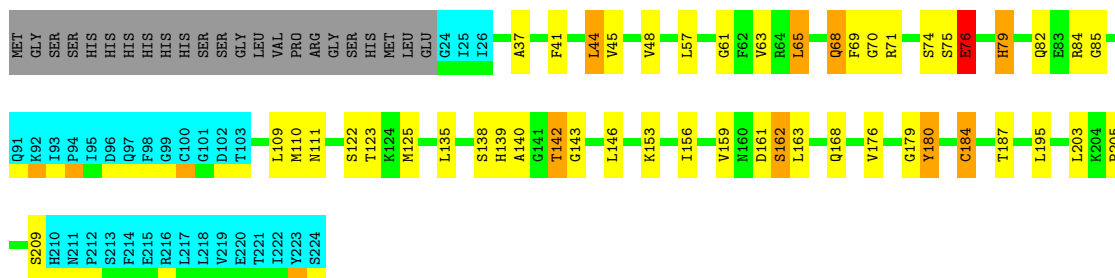 MET GLY SER SER HIS HIS HIS HIS HIS HIS SER SER GLY LEU VAL PRO ARG GLY SER HIS MET LEU GLU G24 I25 I26 A37 F41 L44 V45 V48 L57 G61 F62 V63 R64 L65 Q68 F69 G70 R71 S74 S75 E76 H79 Q82 E83 R84 G85
Q91 K92 I93 P94 I95 D96 Q97 F98 G99 C100 G101 D102 T103 L109 M110 N111 S122 T123 K124 M125 L135 S138 H139 A140 G141 T142 G143 L146 K153 I156 V159 N160 D161 S162 L163 Q168 V176 G179 Y180 C184 T187 L195 L203 K204
S209 H210 N211 P212 S213 F214 E215 R216 L217 L218 V219 E220 T221 I222 Y223 S224